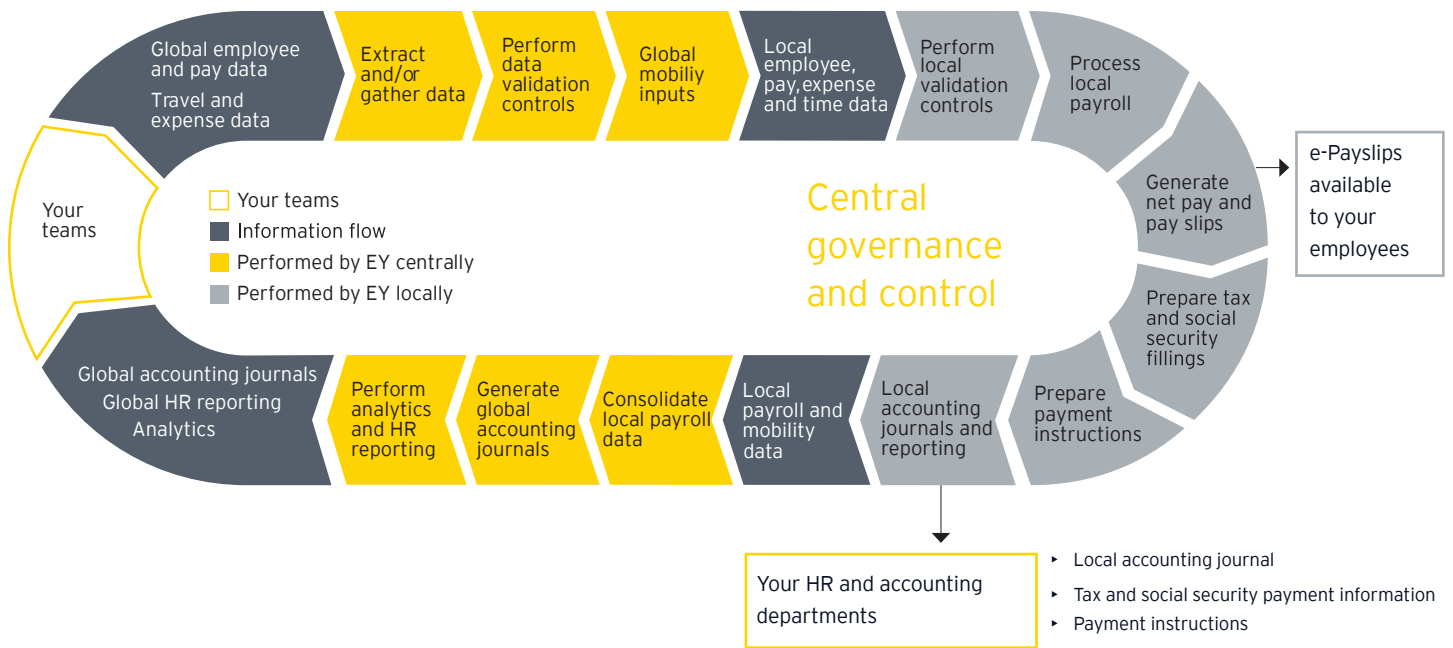 Global employee
and pay data
Travel and
expense data
Extract
and/or
gather data
Perform
data
validation
controls
Global
mobiliy
inputs
Local
employee,
pay, expense
and time data
Perform
local
validation
controls
Process
local
payroll
Generate
net pay and
pay slips
e-Payslips
available
to your
employees
Your
teams
Your teams
Information flow
Performed by EY centrally
Performed by EY locally
Central
governance
and control
Prepare tax
and social
security
fillings
Prepare
payment
instructions
Local
accounting
journals and
reporting
Local
payroll and
mobility
data
Consolidate
local payroll
data
Generate
global
accounting
journals
Perform
analytics
and HR
reporting
Global accounting journals
Global HR reporting
Analytics
Your HR and accounting
departments
‣ Local accounting journal
‣ Tax and social security payment information
‣ Payment instructions